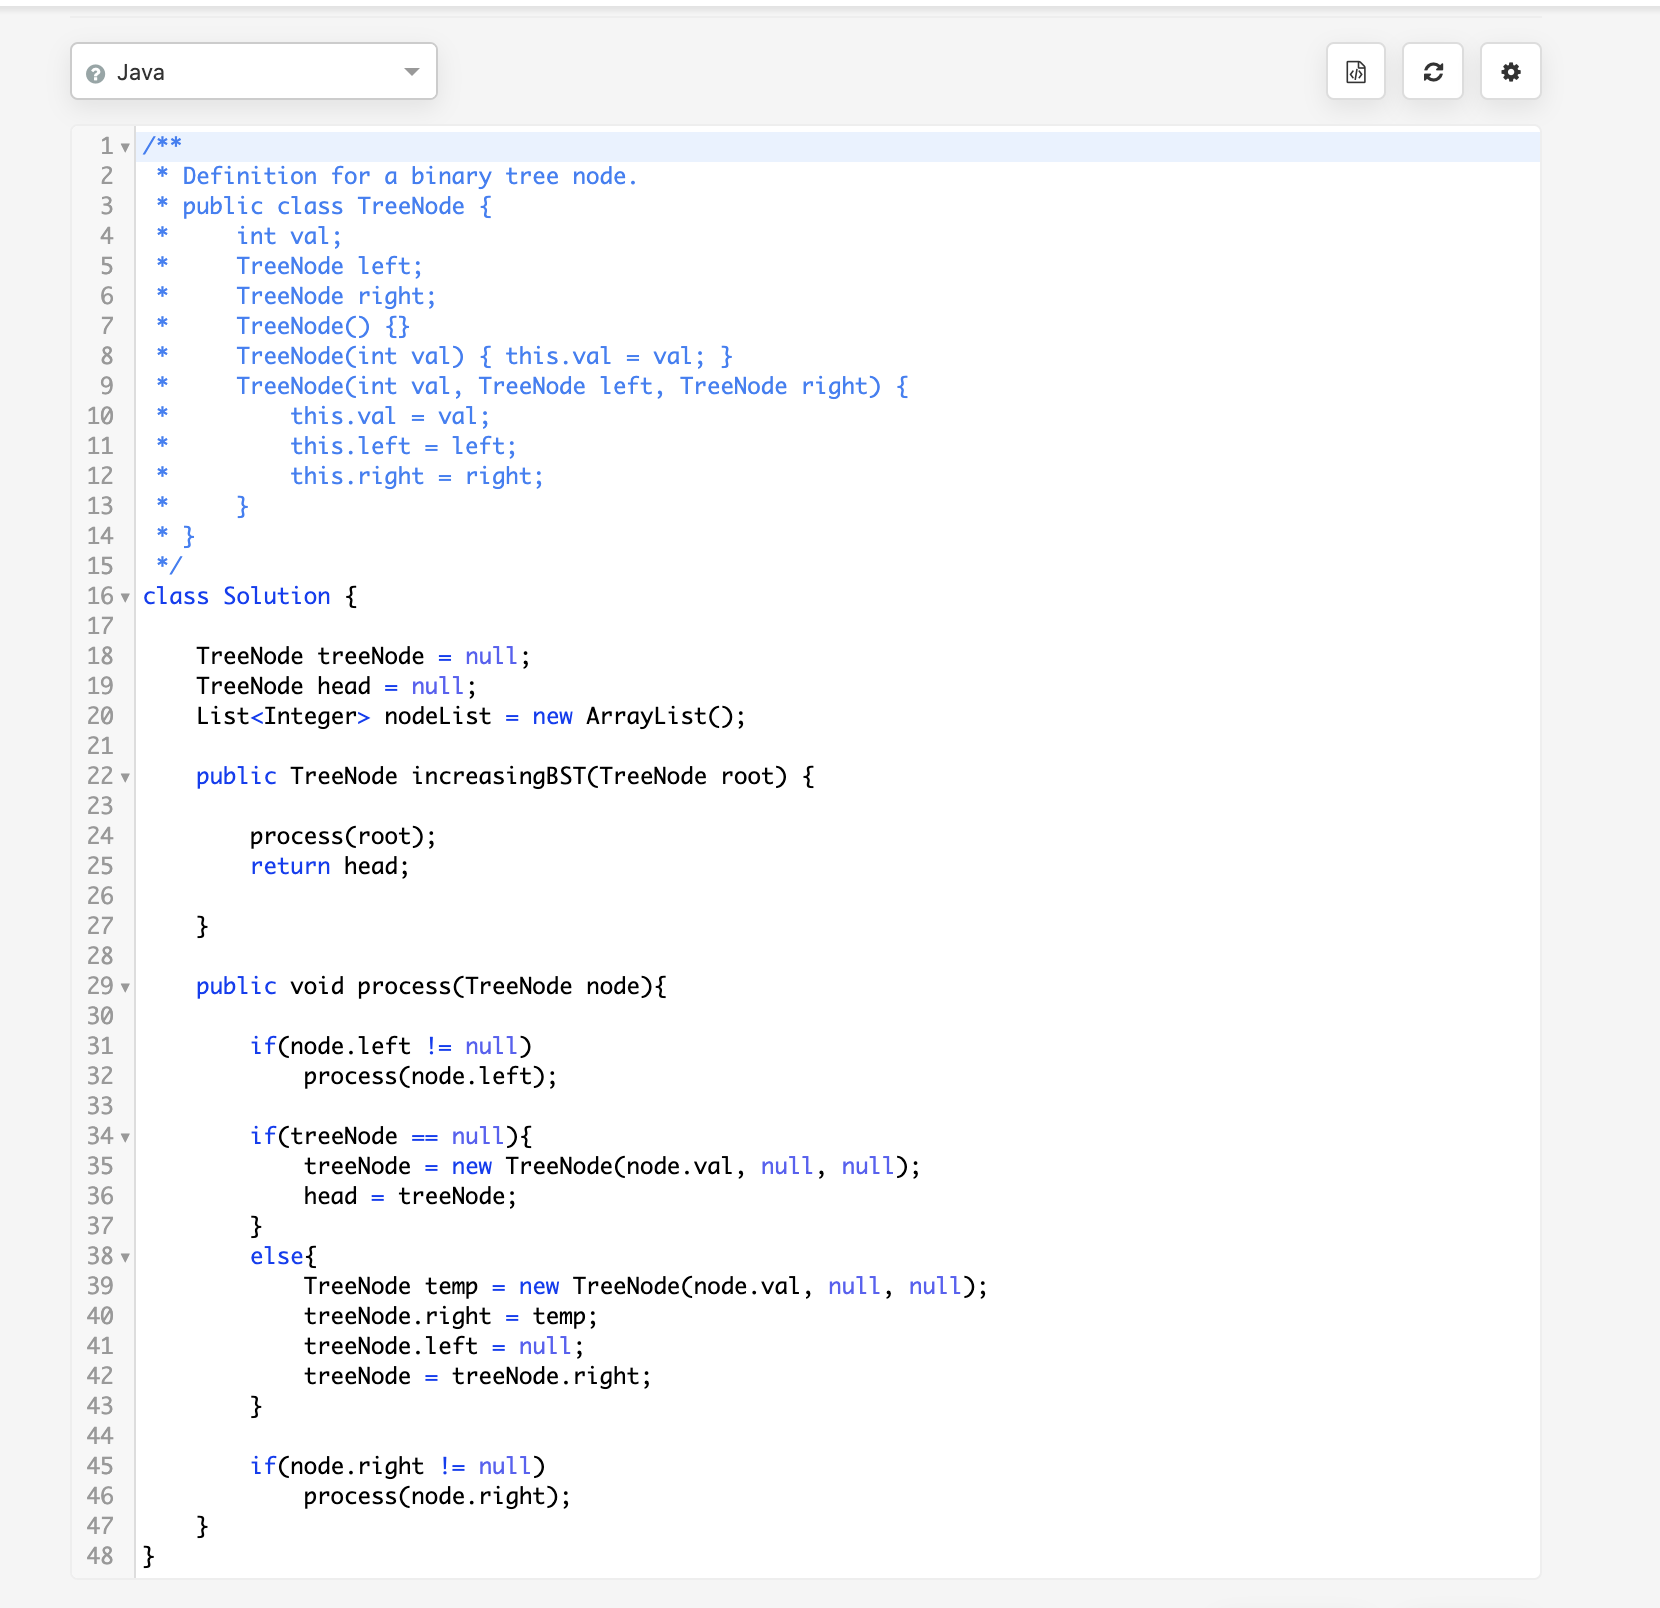 Java
1 /**
2  * Definition for a binary tree node.
3  * public class TreeNode {
4  *     int val;
5  *     TreeNode left;
6  *     TreeNode right;
7  *     TreeNode() {}
8  *     TreeNode(int val) { this.val = val; }
9  *     TreeNode(int val, TreeNode left, TreeNode right) {
10  *         this.val = val;
11  *         this.left = left;
12  *         this.right = right;
13  *     }
14  * }
15  */
16 class Solution {
17
18     TreeNode treeNode = null;
19     TreeNode head = null;
20     List<Integer> nodeList = new ArrayList();
21
22     public TreeNode increasingBST(TreeNode root) {
23
24         process(root);
25         return head;
26
27     }
28
29     public void process(TreeNode node){
30
31         if(node.left != null)
32             process(node.left);
33
34         if(treeNode == null){
35             treeNode = new TreeNode(node.val, null, null);
36             head = treeNode;
37         }
38         else{
39             TreeNode temp = new TreeNode(node.val, null, null);
40             treeNode.right = temp;
41             treeNode.left = null;
42             treeNode = treeNode.right;
43         }
44
45         if(node.right != null)
46             process(node.right);
47     }
48 }